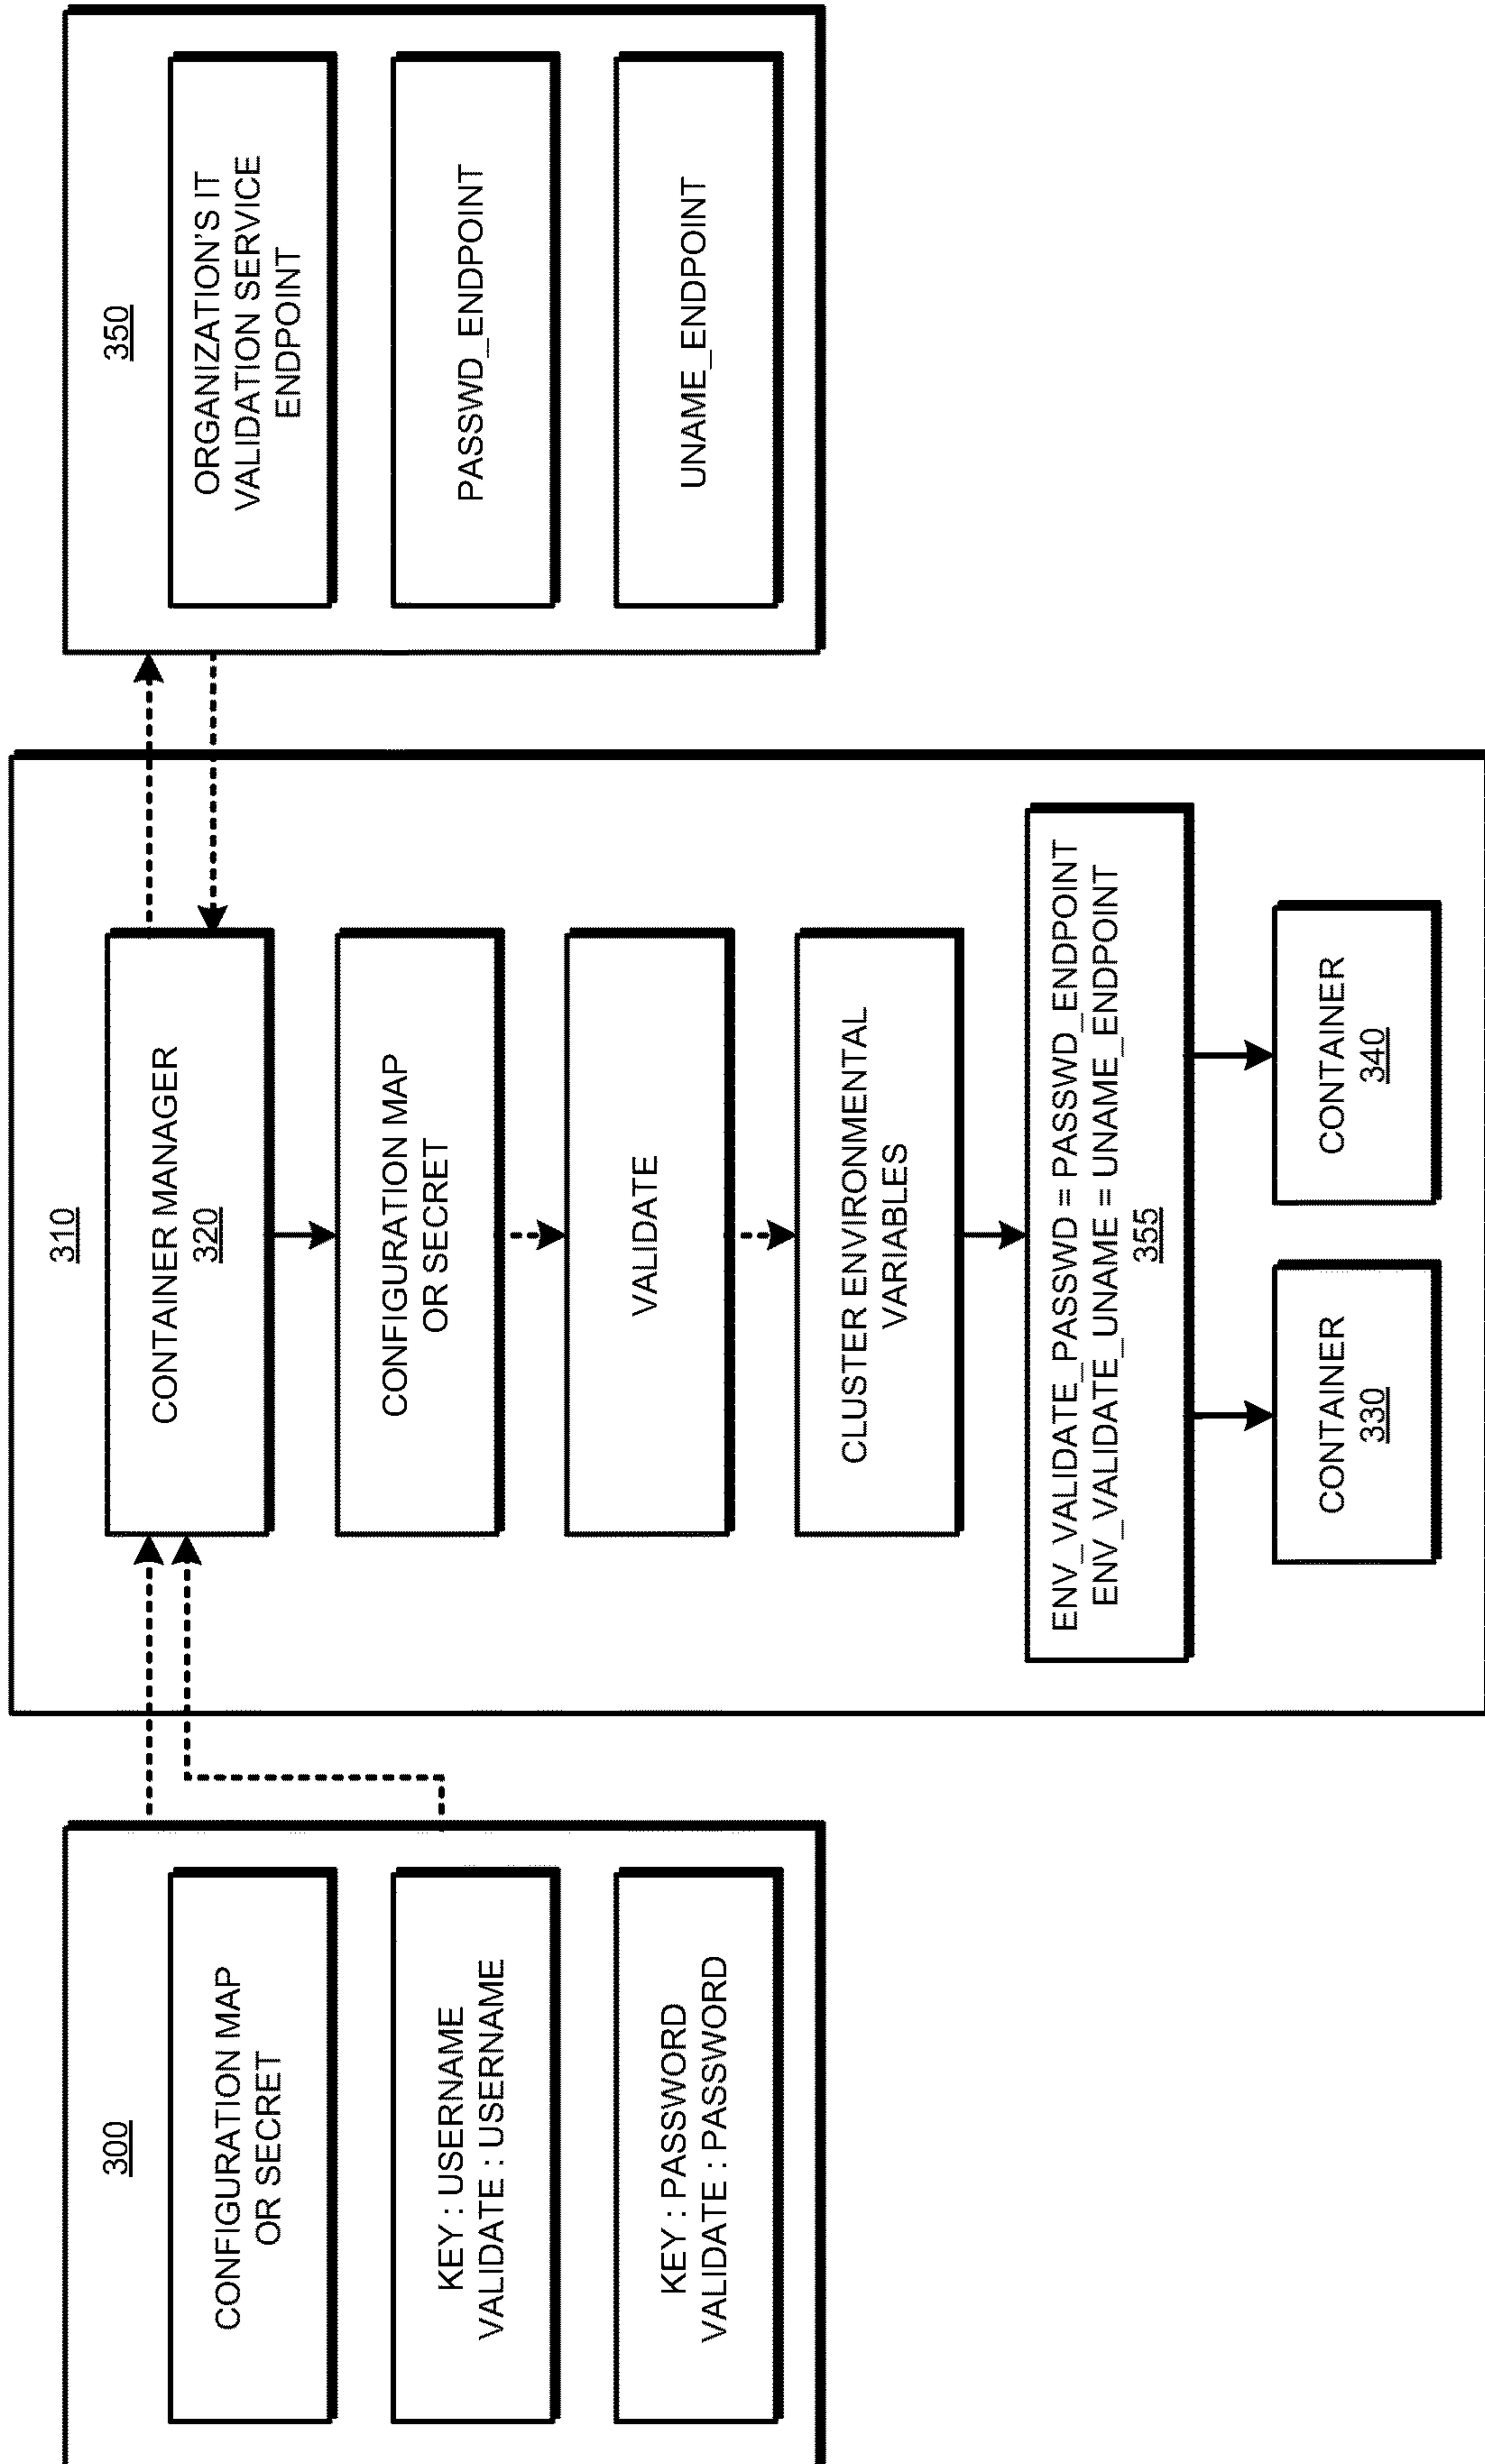 300
CONFIGURATION MAP
OR SECRET
KEY : USERNAME
VALIDATE : USERNAME
KEY : PASSWORD
VALIDATE : PASSWORD
310
CONTAINER MANAGER
320
CONFIGURATION MAP
OR SECRET
VALIDATE
CLUSTER ENVIRONMENTAL
VARIABLES
ENV_VALIDATE_PASSWD = PASSWD_ENDPOINT
ENV_VALIDATE_UNAME = UNAME_ENDPOINT
355
CONTAINER
330
CONTAINER
340
350
ORGANIZATION'S IT
VALIDATION SERVICE
ENDPOINT
PASSWD_ENDPOINT
UNAME_ENDPOINT